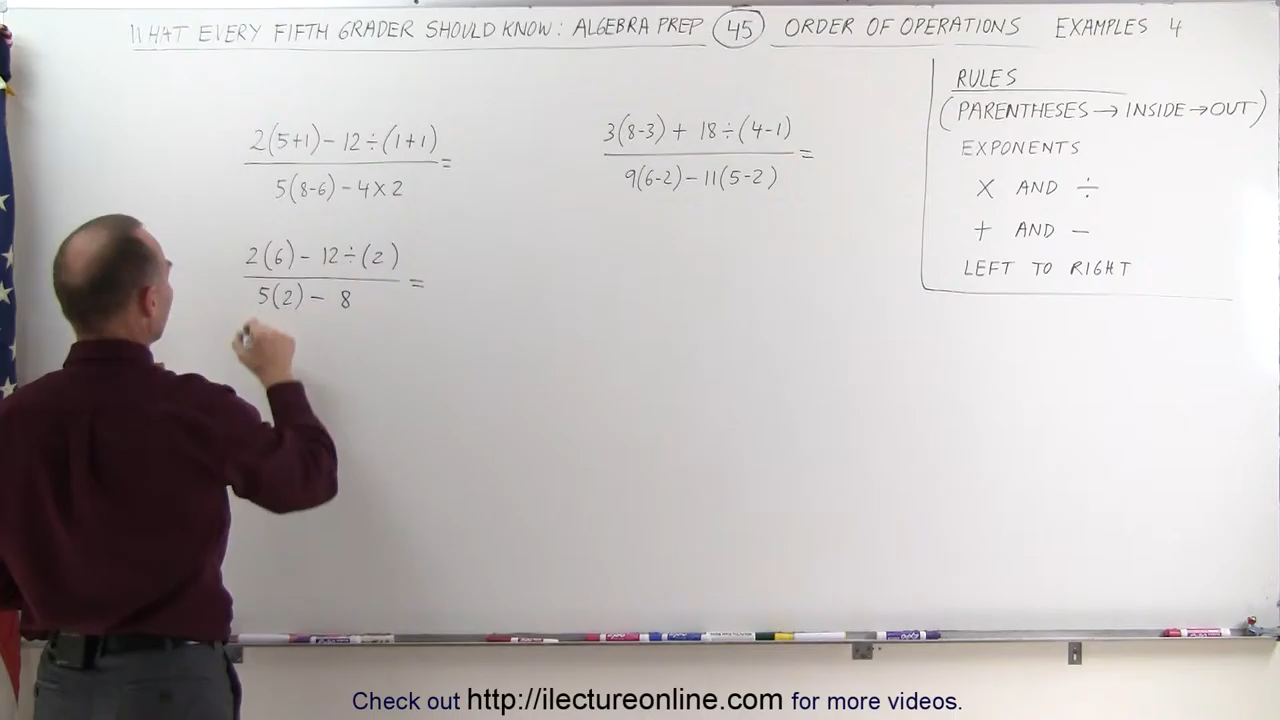 WHAT EVERY FIFTH GRADER SHOULD KNOW: ALGEBRA PREP 45 ORDER OF OPERATIONS EXAMPLES 4
2(5+1) - 12 ÷ (1+1)
5(8-6) - 4 X 2
=
2(6) - 12 ÷ (2)
5(2) - 8
=
3(8-3) + 18 ÷ (4-1)
9(6-2) - 11(5-2)
=
RULES
(PARENTHESES → INSIDE → OUT)
EXPONENTS
X AND ÷
+ AND -
LEFT TO RIGHT
Check out http://ilectureonline.com for more videos.